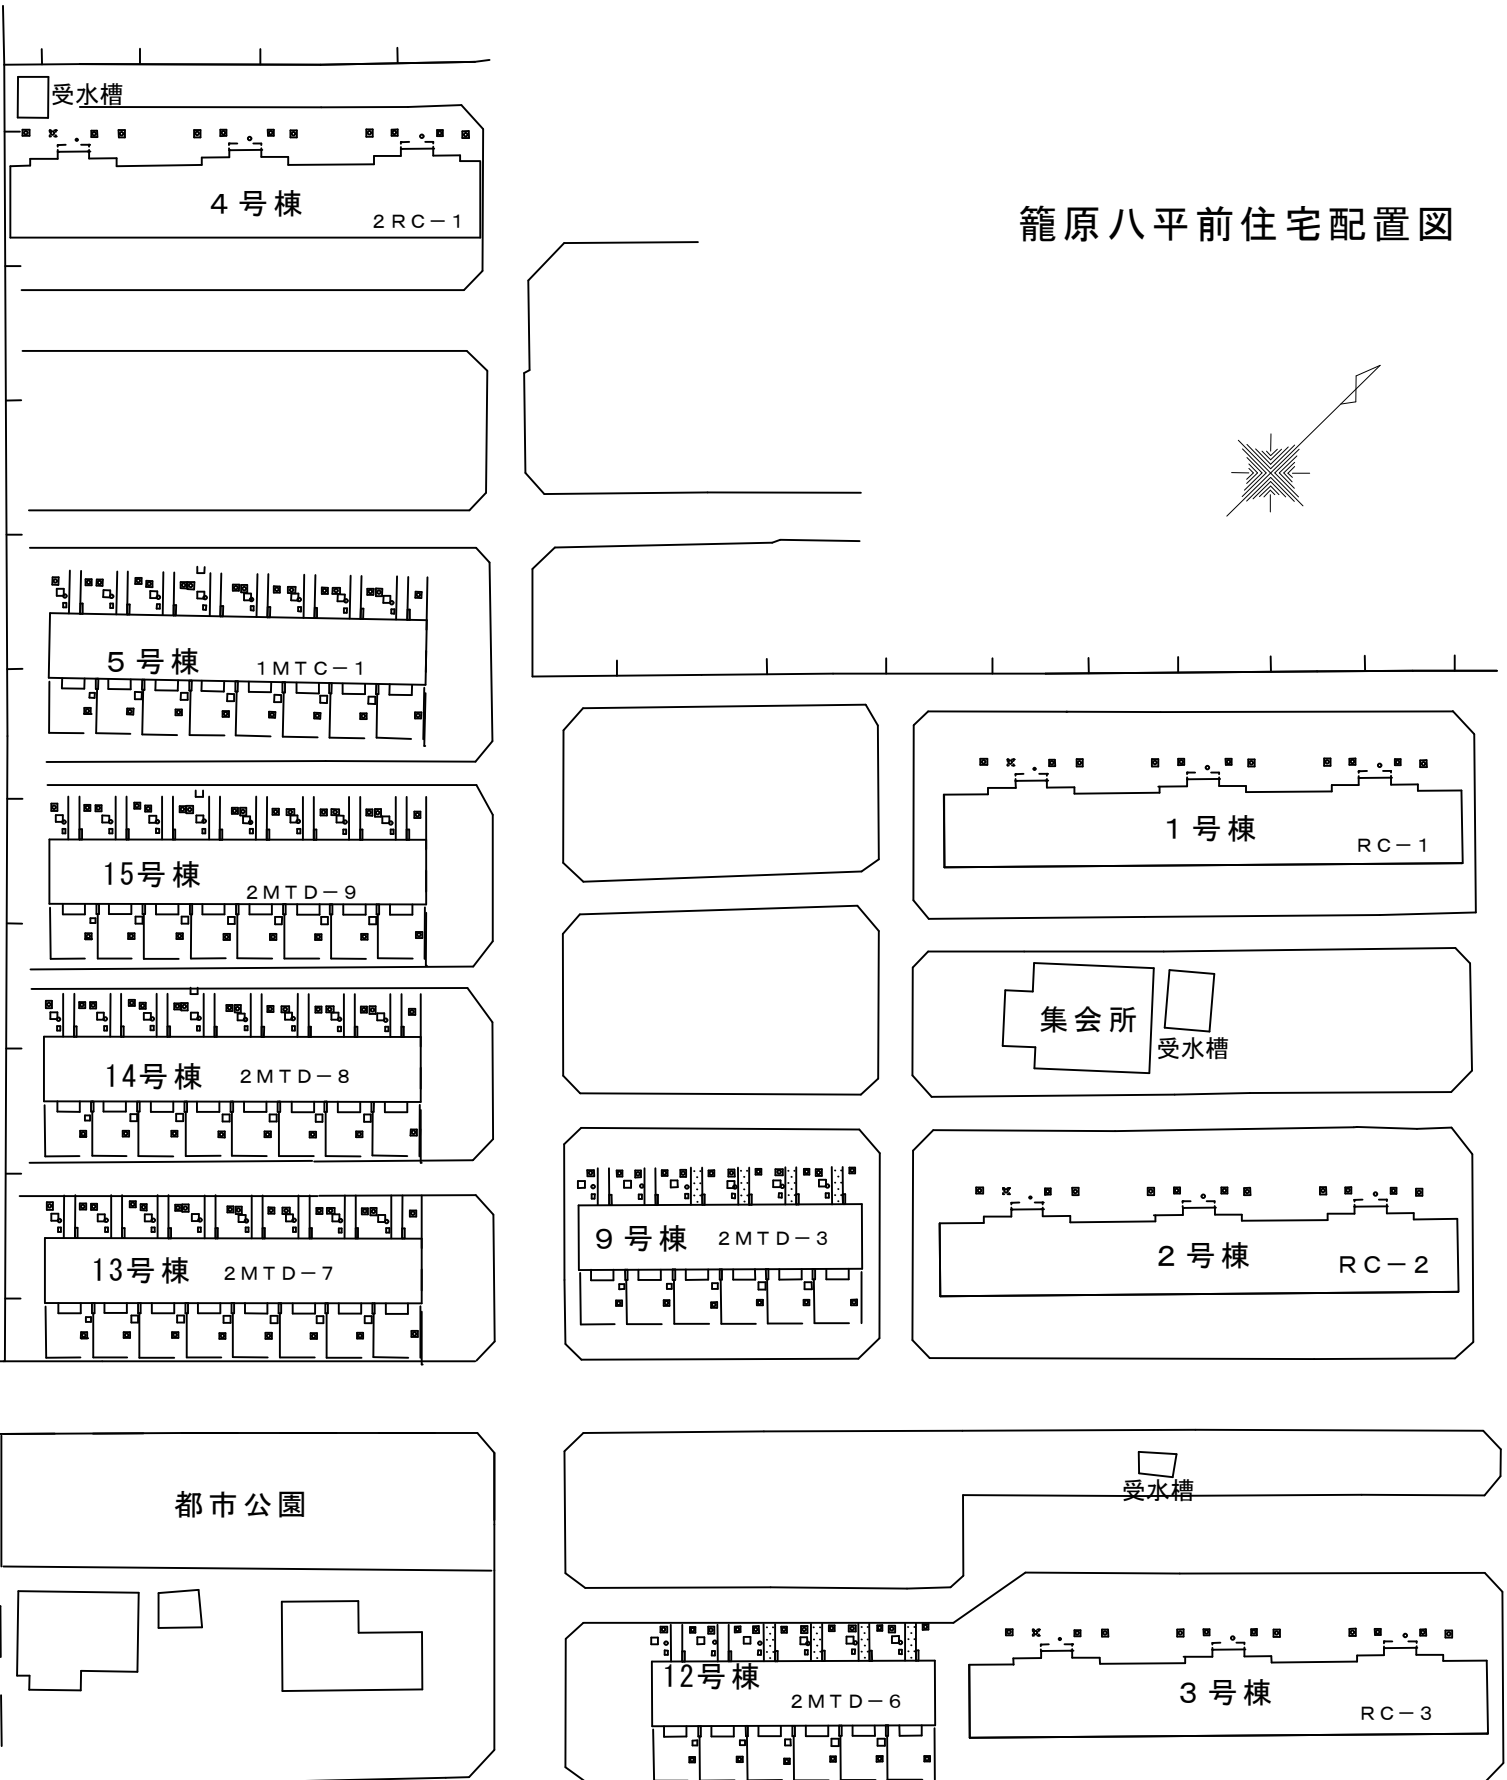 籠原八平前住宅配置図
受水槽
4号棟
2RC-1
5号棟
1MTC-1
15号棟
2MTD-9
14号棟
2MTD-8
13号棟
2MTD-7
都市公園
1号棟
RC-1
集会所
受水槽
9号棟
2MTD-3
2号棟
RC-2
受水槽
12号棟
2MTD-6
3号棟
RC-3